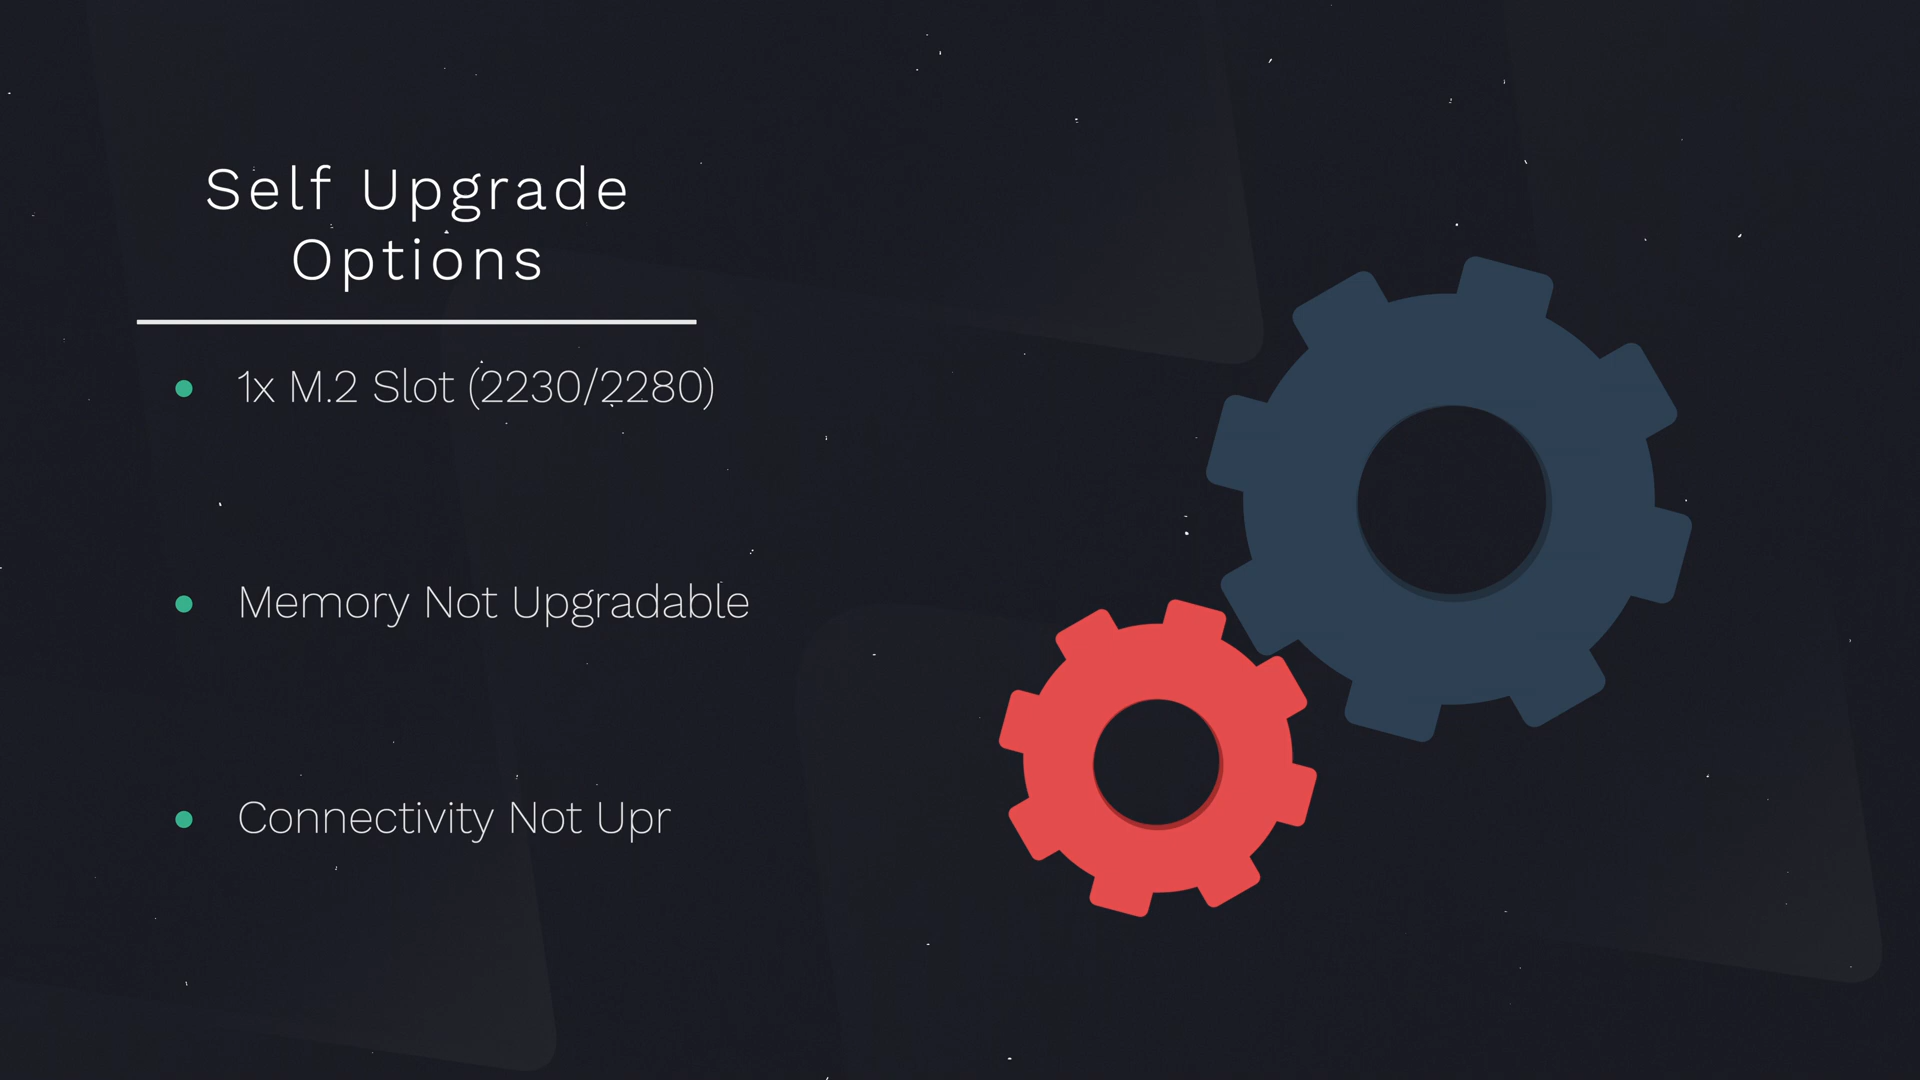 Self Upgrade
Options
1x M.2 Slot (2230/2280)
Memory Not Upgradable
Connectivity Not Upr